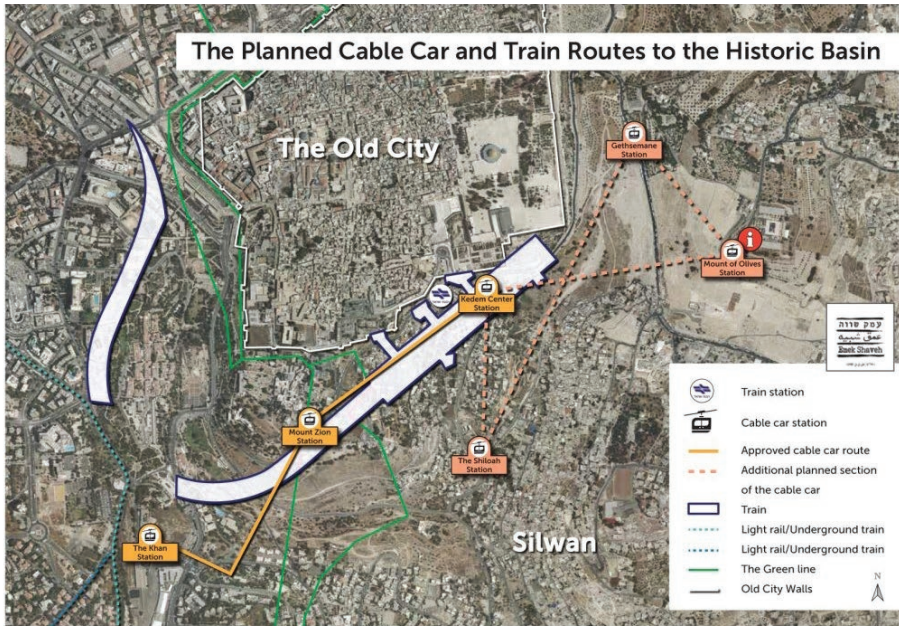 The Planned Cable Car and Train Routes to the Historic Basin
The Old City
Gethsemane
Station
Mount of Olives
Station
Kedem Center
Station
Mount Zion
Station
The Shiloah
Station
The Khan
Station
Silwan
עמק שווה
عمق شبيه
Emek Shaveh
Train station
Cable car station
Approved cable car route
Additional planned section
of the cable car
Train
Light rail/Underground train
Light rail/Underground train
The Green line
Old City Walls
N